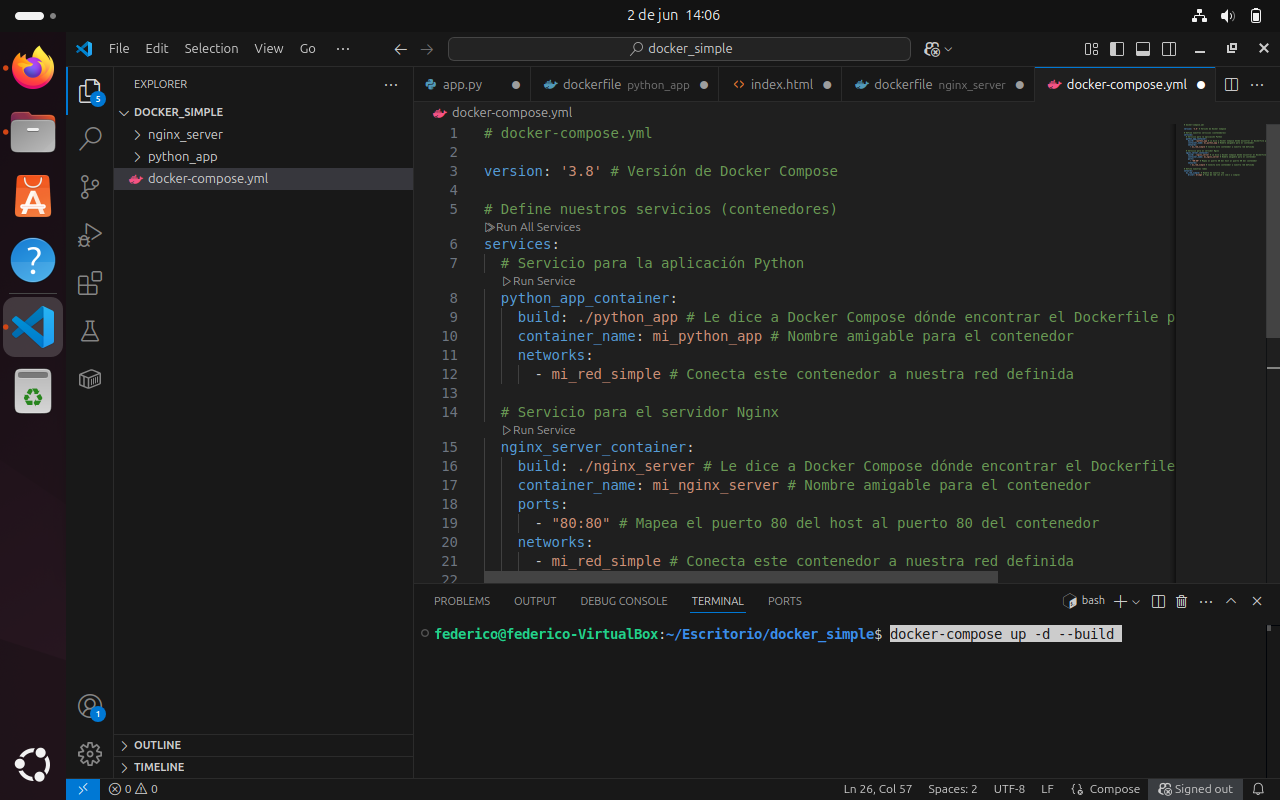 2 de jun 14:06
File Edit Selection View Go ···
docker_simple
EXPLORER
app.py
dockerfile python_app
index.html
dockerfile nginx_server
docker-compose.yml
DOCKER_SIMPLE
nginx_server
python_app
docker-compose.yml
docker-compose.yml
1 # docker-compose.yml
2
3 version: '3.8' # Versión de Docker Compose
4
5 # Define nuestros servicios (contenedores)
Run All Services
6 services:
7 # Servicio para la aplicación Python
Run Service
8 python_app_container:
9 build: ./python_app # Le dice a Docker Compose dónde encontrar el Dockerfile p
10 container_name: mi_python_app # Nombre amigable para el contenedor
11 networks:
12 - mi_red_simple # Conecta este contenedor a nuestra red definida
13
14 # Servicio para el servidor Nginx
Run Service
15 nginx_server_container:
16 build: ./nginx_server # Le dice a Docker Compose dónde encontrar el Dockerfile
17 container_name: mi_nginx_server # Nombre amigable para el contenedor
18 ports:
19 - "80:80" # Mapea el puerto 80 del host al puerto 80 del contenedor
20 networks:
21 - mi_red_simple # Conecta este contenedor a nuestra red definida
22
PROBLEMS OUTPUT DEBUG CONSOLE TERMINAL PORTS
bash
federico@federico-VirtualBox:~/Escritorio/docker_simple$ docker-compose up -d --build
5
1
OUTLINE
TIMELINE
0 0
Ln 26, Col 57 Spaces: 2 UTF-8 LF Compose Signed out